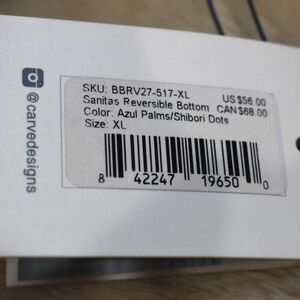 SKU: BBRV27-517-XL
Sanitas Reversible Bottom US $56.00
Color: Azul Palms/Shibori Dots CAN $68.00
Size: XL
8 42247 19650 0
@carvedesigns